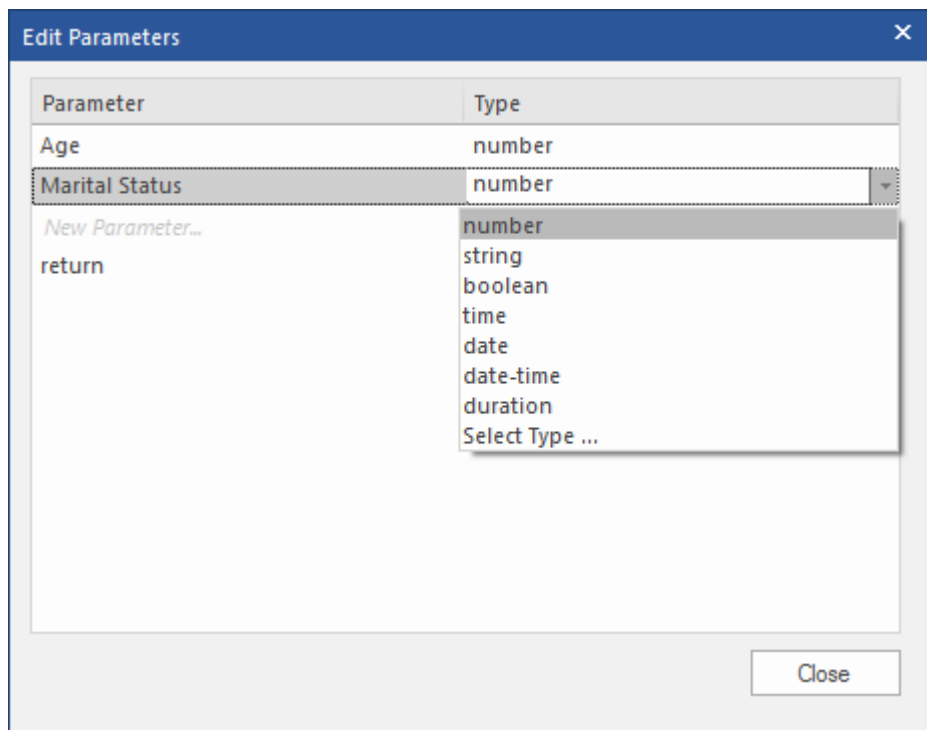 Edit Parameters
Parameter Type
Age number
Marital Status number
New Parameter... number
return string
boolean
time
date
date-time
duration
Select Type ...
Close